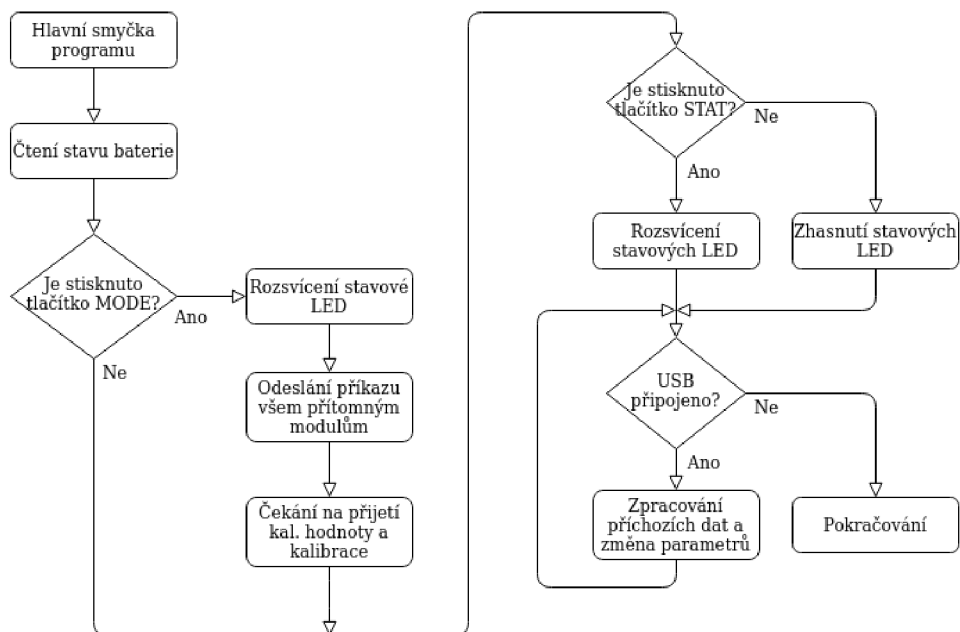 Hlavní smyčka
programu
Čtení stavu baterie
Je stisknuto
tlačítko MODE?
Ano
Ne
Rozsvícení stavové
LED
Odeslání příkazu
všem přítomným
modulům
Čekání na přijetí
kal. hodnoty a
kalibrace
Je stisknuto
tlačítko STAT?
Ne
Ano
Rozsvícení
stavových LED
Zhasnutí stavových
LED
USB
připojeno?
Ne
Ano
Zpracování
příchozích dat a
změna parametrů
Pokračování